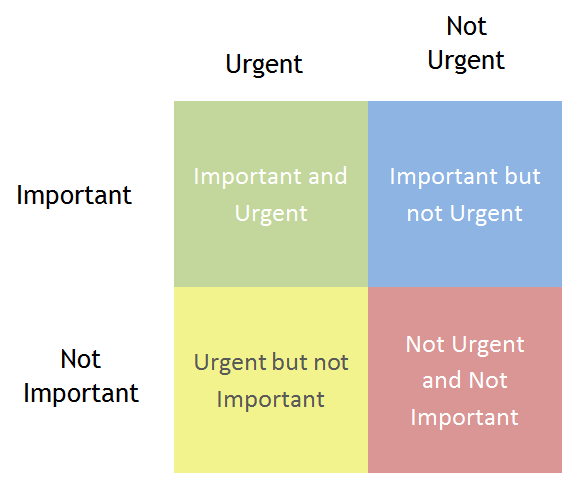 Not
Urgent
Urgent
Important and
Urgent
Important but
not Urgent
Important
Not
Important
Urgent but not
Important
Not Urgent
and Not
Important